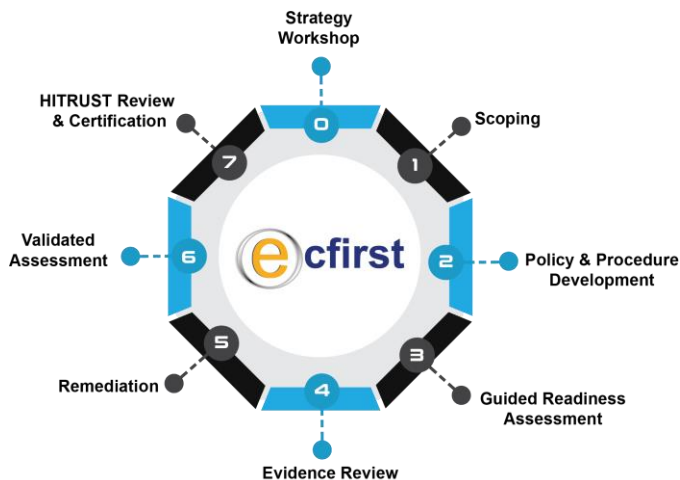 Strategy
Workshop
0
Scoping
1
Policy & Procedure
Development
2
Guided Readiness
Assessment
3
Evidence Review
4
Remediation
5
Validated
Assessment
6
HITRUST Review
& Certification
7
ecfirst